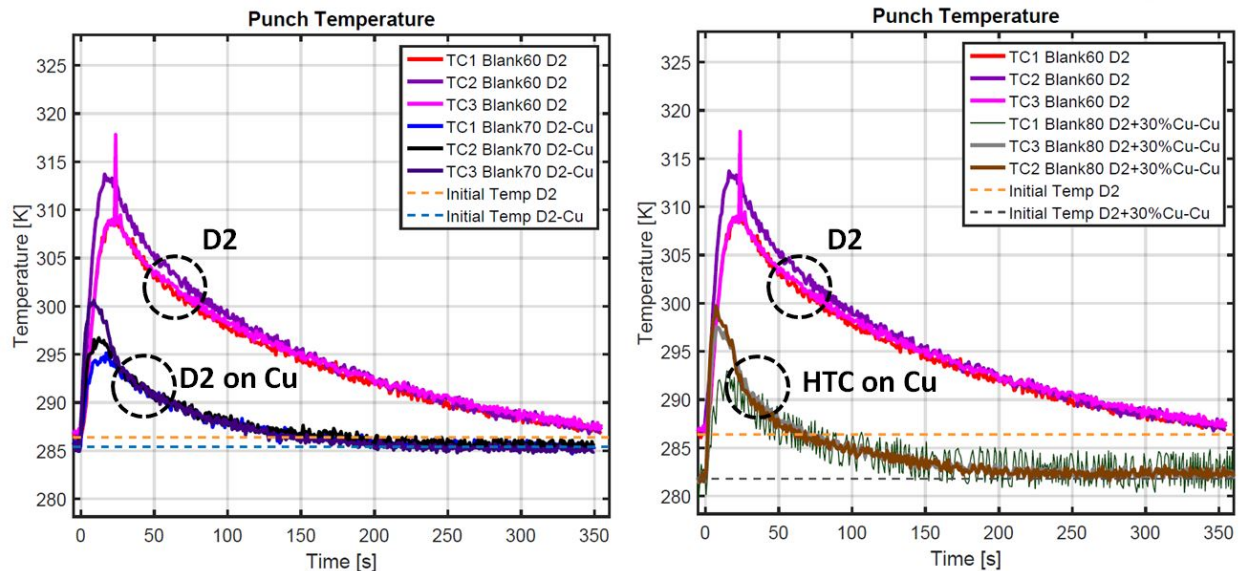 Punch Temperature
325
320
315
310
305
300
295
290
285
280
Temperature [K]
TC1 Blank60 D2
TC2 Blank60 D2
TC3 Blank60 D2
TC1 Blank70 D2-Cu
TC2 Blank70 D2-Cu
TC3 Blank70 D2-Cu
Initial Temp D2
Initial Temp D2-Cu
D2
D2 on Cu
0 50 100 150 200 250 300 350
Time [s]
Punch Temperature
325
320
315
310
305
300
295
290
285
280
Temperature [K]
TC1 Blank60 D2
TC2 Blank60 D2
TC3 Blank60 D2
TC1 Blank80 D2+30%Cu-Cu
TC3 Blank80 D2+30%Cu-Cu
TC2 Blank80 D2+30%Cu-Cu
Initial Temp D2
Initial Temp D2+30%Cu-Cu
D2
HTC on Cu
0 50 100 150 200 250 300 350
Time [s]